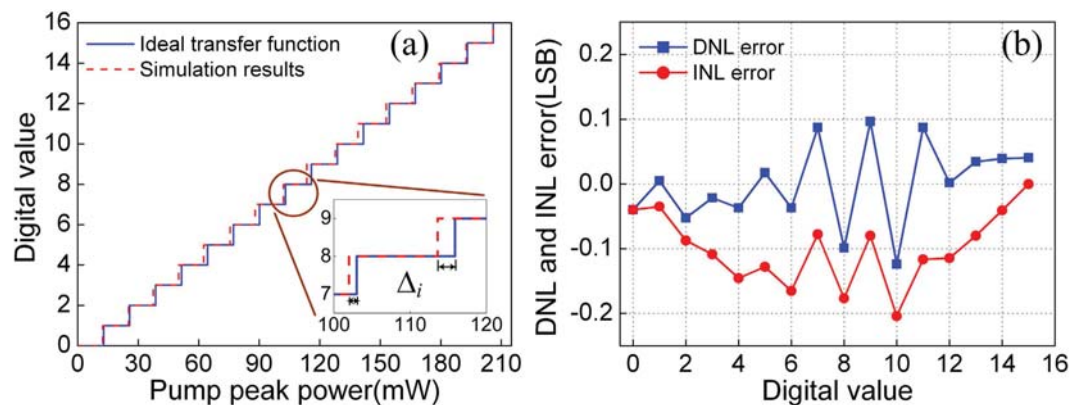 16
14
12
10
8
6
4
2
0
Digital value
Ideal transfer function
Simulation results
(a)
9
8
7
Δi
100 110 120
0 30 60 90 120 150 180 210
Pump peak power(mW)
0.2
0.1
0.0
-0.1
-0.2
DNL and INL error(LSB)
DNL error
INL error
(b)
0 2 4 6 8 10 12 14 16
Digital value